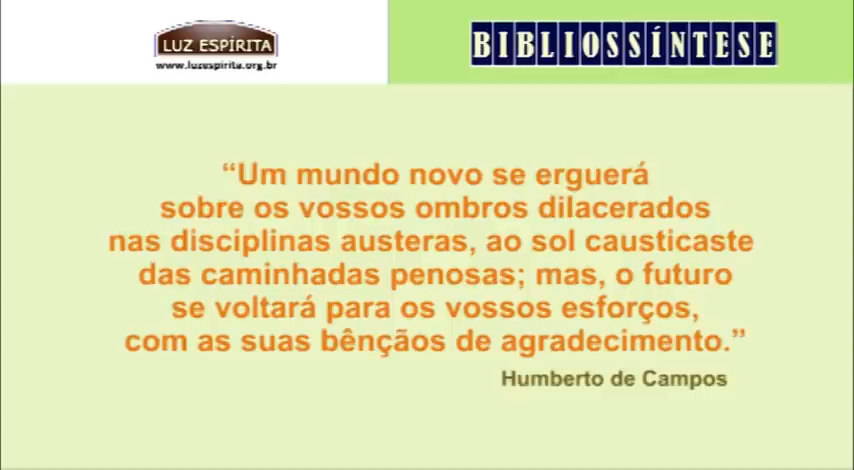 LUZ ESPÍRITA
www.luzespirita.org.br
BIBLIOSSÍNTESE
“Um mundo novo se erguerá
sobre os vossos ombros dilacerados
nas disciplinas austeras, ao sol causticaste
das caminhadas penosas; mas, o futuro
se voltará para os vossos esforços,
com as suas bênçãos de agradecimento.”
Humberto de Campos